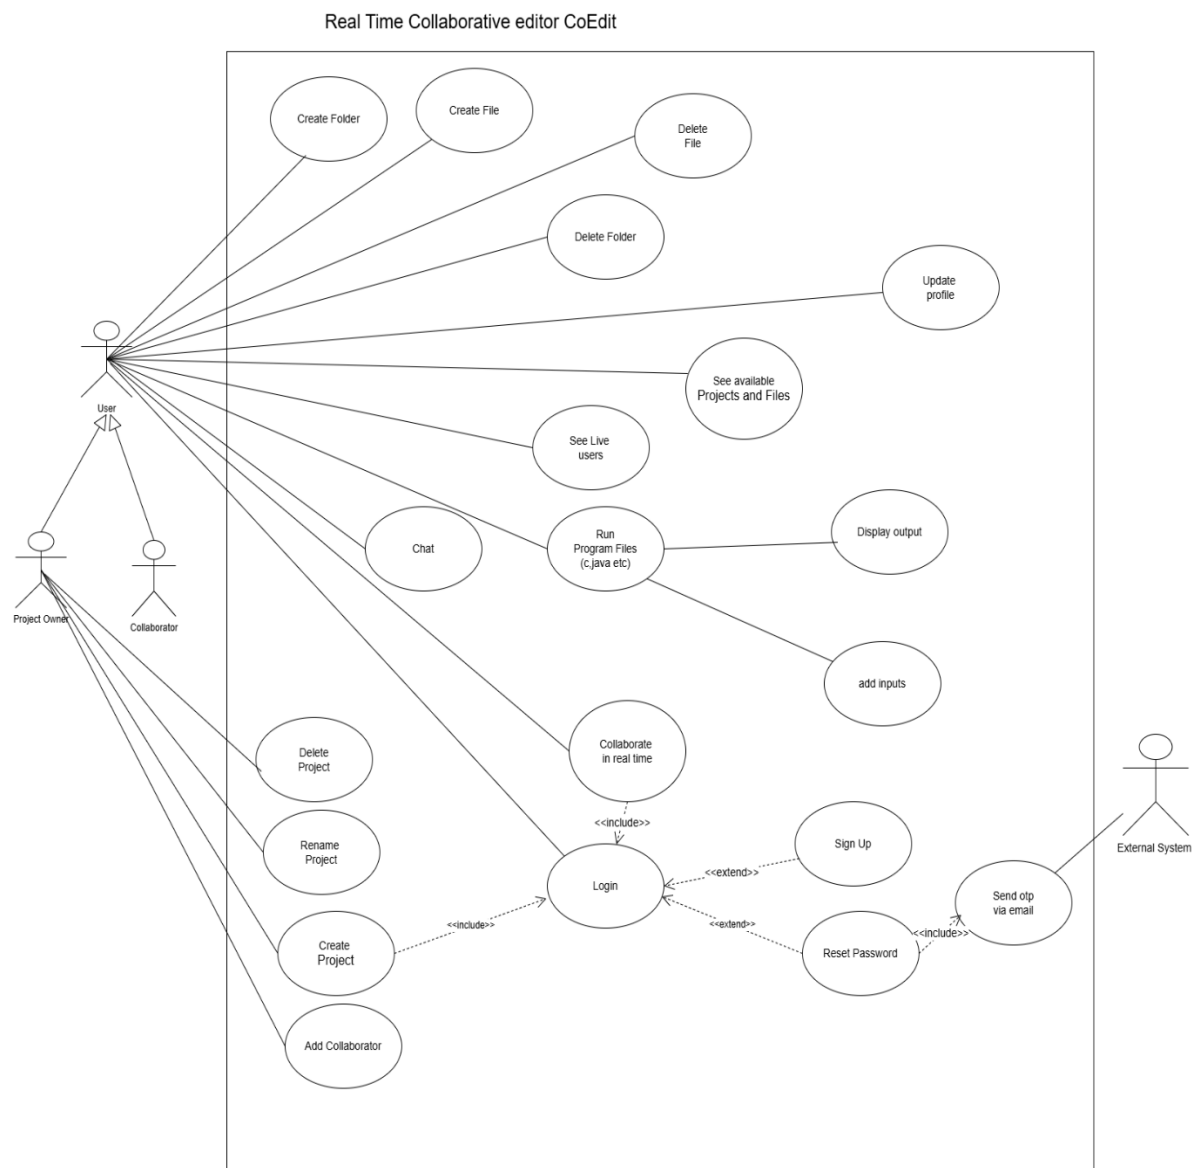 Real Time Collaborative editor CoEdit
Create Folder
Create File
Delete
File
Delete Folder
Update
profile
User
See available
Projects and Files
See Live
users
Chat
Run
Program Files
(c,java etc)
Display output
Project Owner
Collaborator
add inputs
Delete
Project
Collaborate
in real time
<<include>>
Rename
Project
Sign Up
External System
Login
<<extend>>
Send otp
via email
Create
Project
<<include>>
<<extend>>
Reset Password
<<include>>
Add Collaborator